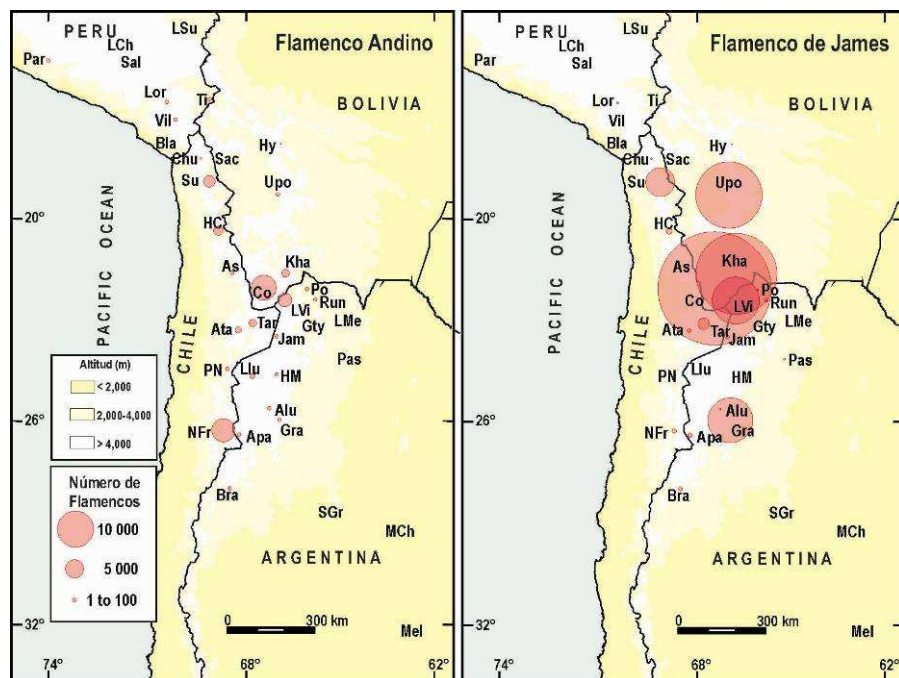 Flamenco Andino
PERU
LSu
LCh
Sal
Par
Lor
Ti
Vil
BOLIVIA
Bla
Hy
Chu
Sac
Su
Upo
PACIFIC OCEAN
20°
HC
As
Kha
Co
Po
LVi
Run
Ata
Tar
Gty
LMe
Jam
CHILE
PN
Llu
HM
Pas
Alu
NFr
Apa
Gra
26°
Bra
SGr
MCh
ARGENTINA
Altitud (m)
< 2,000
2,000-4,000
> 4,000
Número de
Flamencos
10 000
5 000
1 to 100
0 300 km
32°
Mel
74° 68° 62°
Flamenco de James
PERU
LSu
LCh
Sal
Par
Lor
Ti
Vil
BOLIVIA
Bla
Hy
Chu
Sac
Su
Upo
PACIFIC OCEAN
20°
HC
As
Kha
Co
Po
LVi
Run
Ata
Tar
Gty
LMe
Jam
CHILE
PN
Llu
HM
Pas
Alu
NFr
Apa
Gra
26°
Bra
SGr
MCh
ARGENTINA
0 300 km
32°
Mel
74° 68° 62°